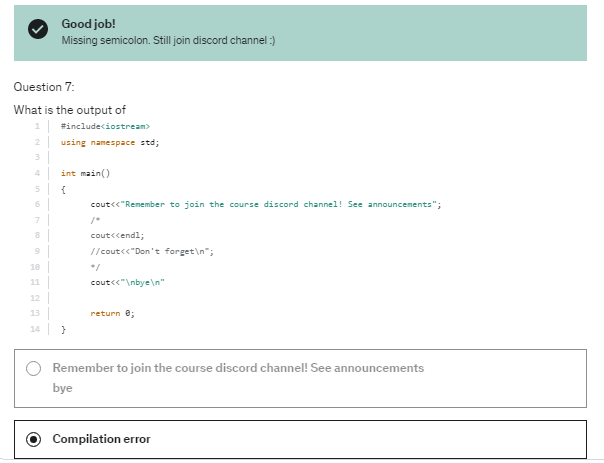 Good job!
Missing semicolon. Still join discord channel :)
Question 7:
What is the output of
1 #include<iostream>
2 using namespace std;
3
4 int main()
5 {
6 cout<<"Remember to join the course discord channel! See announcements";
7 /*
8 cout<<endl;
9 //cout<<"Don't forget\n";
10 */
11 cout<<"\nbye\n"
12
13 return 0;
14 }
Remember to join the course discord channel! See announcements
bye
Compilation error